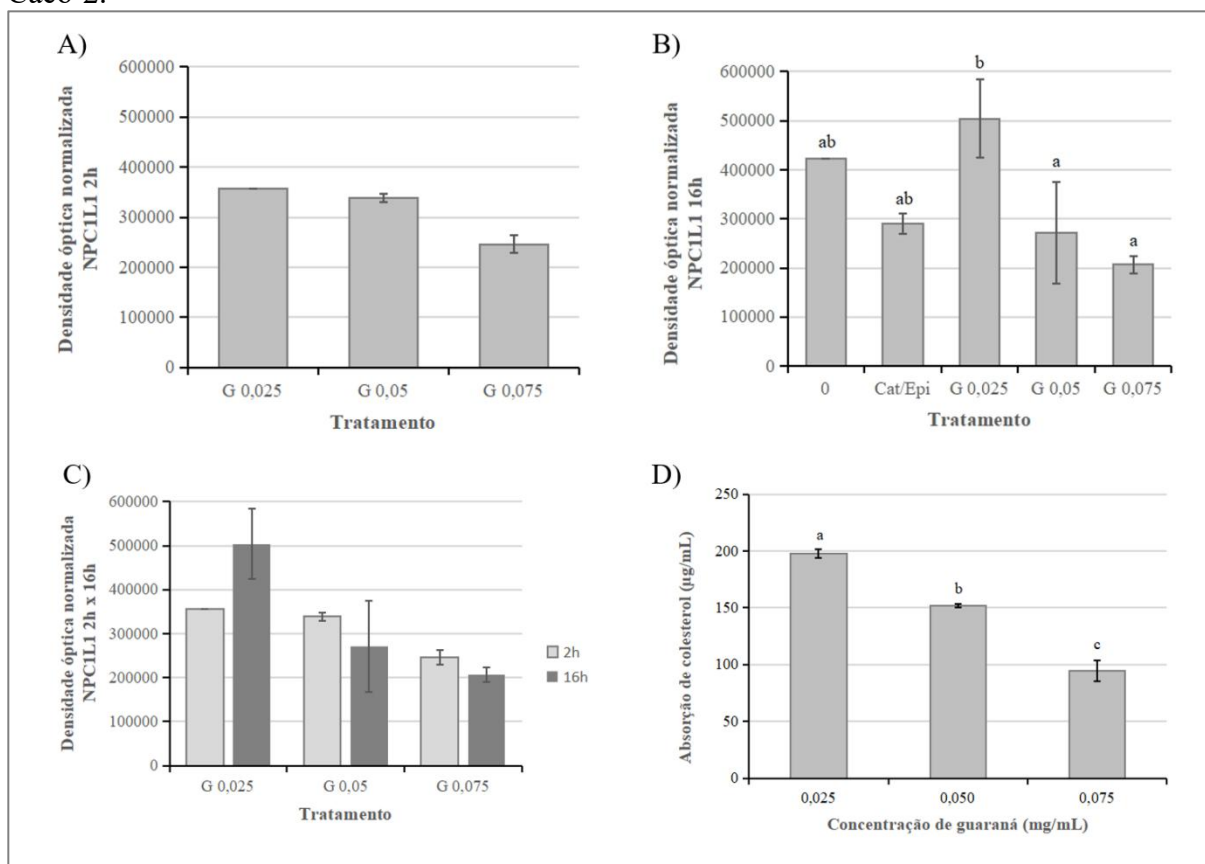 Caco-2.
A)
Densidade óptica normalizada
NPC1L1 2h
600000
500000
400000
300000
200000
100000
0
G 0,025 G 0,05 G 0,075
Tratamento
B)
Densidade óptica normalizada
NPC1L1 16h
600000
500000
400000
300000
200000
100000
0
ab ab b a a
0 Cat/Epi G 0,025 G 0,05 G 0,075
Tratamento
C)
Densidade óptica normalizada
NPC1L1 2h x 16h
600000
500000
400000
300000
200000
100000
0
G 0,025 G 0,05 G 0,075
Tratamento
2h
16h
D)
Absorção de colesterol (µg/mL)
250
200
150
100
50
0
a b c
0,025 0,050 0,075
Concentração de guaraná (mg/mL)